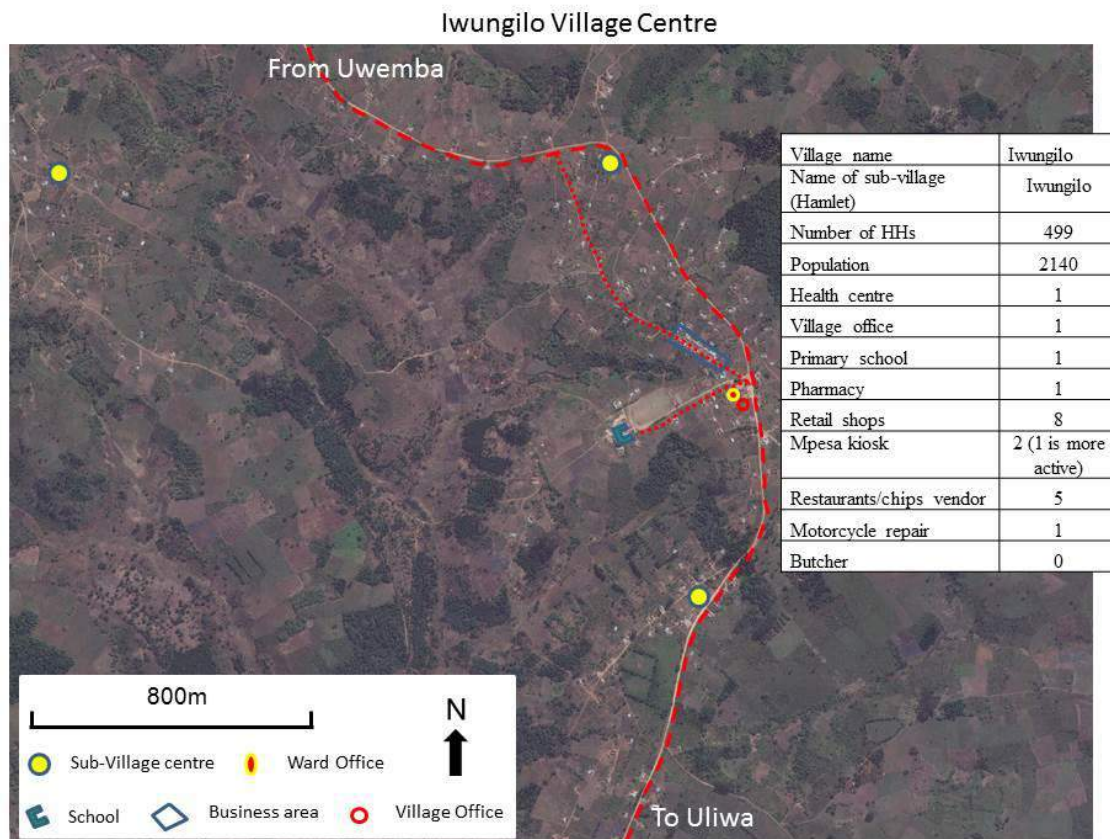 Iwungilo Village Centre
From Uwemba
Village name Iwungilo
Name of sub-village
(Hamlet) Iwungilo
Number of HHs 499
Population 2140
Health centre 1
Village office 1
Primary school 1
Pharmacy 1
Retail shops 8
Mpesa kiosk 2 (1 is more
active)
Restaurants/chips vendor 5
Motorcycle repair 1
Butcher 0
800m
N
Sub-Village centre Ward Office
School Business area Village Office
To Uliwa